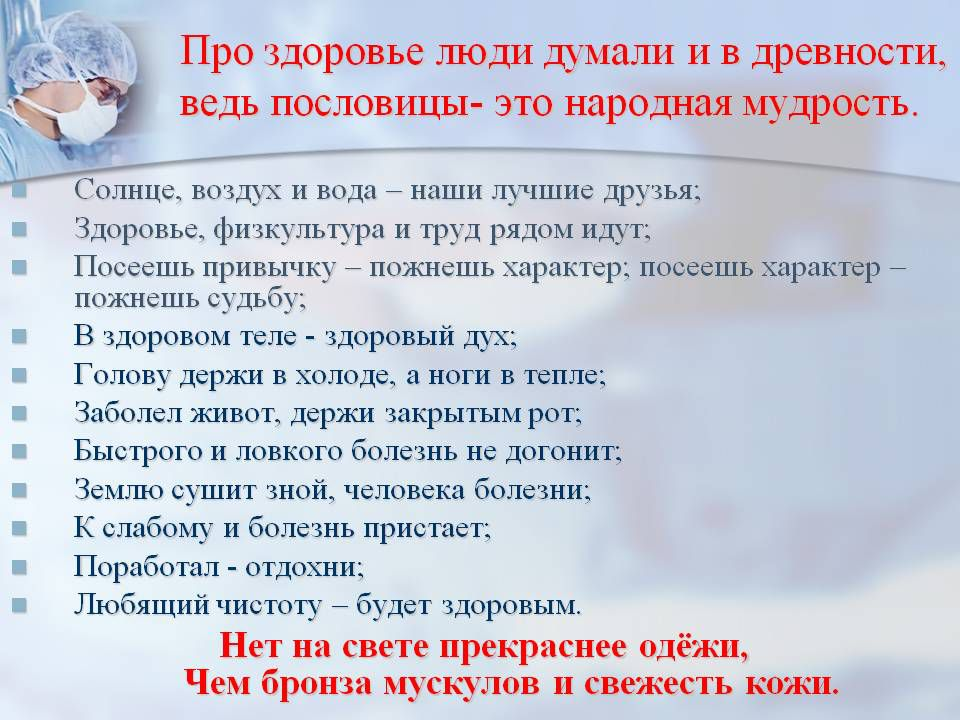 Про здоровье люди думали и в древности,
ведь пословицы- это народная мудрость.
Солнце, воздух и вода – наши лучшие друзья;
Здоровье, физкультура и труд рядом идут;
Посеешь привычку – пожнешь характер; посеешь характер –
пожнешь судьбу;
В здоровом теле - здоровый дух;
Голову держи в холоде, а ноги в тепле;
Заболел живот, держи закрытым рот;
Быстрого и ловкого болезнь не догонит;
Землю сушит зной, человека болезни;
К слабому и болезнь пристает;
Поработал - отдохни;
Любящий чистоту – будет здоровым.
Нет на свете прекраснее одёжи,
Чем бронза мускулов и свежесть кожи.